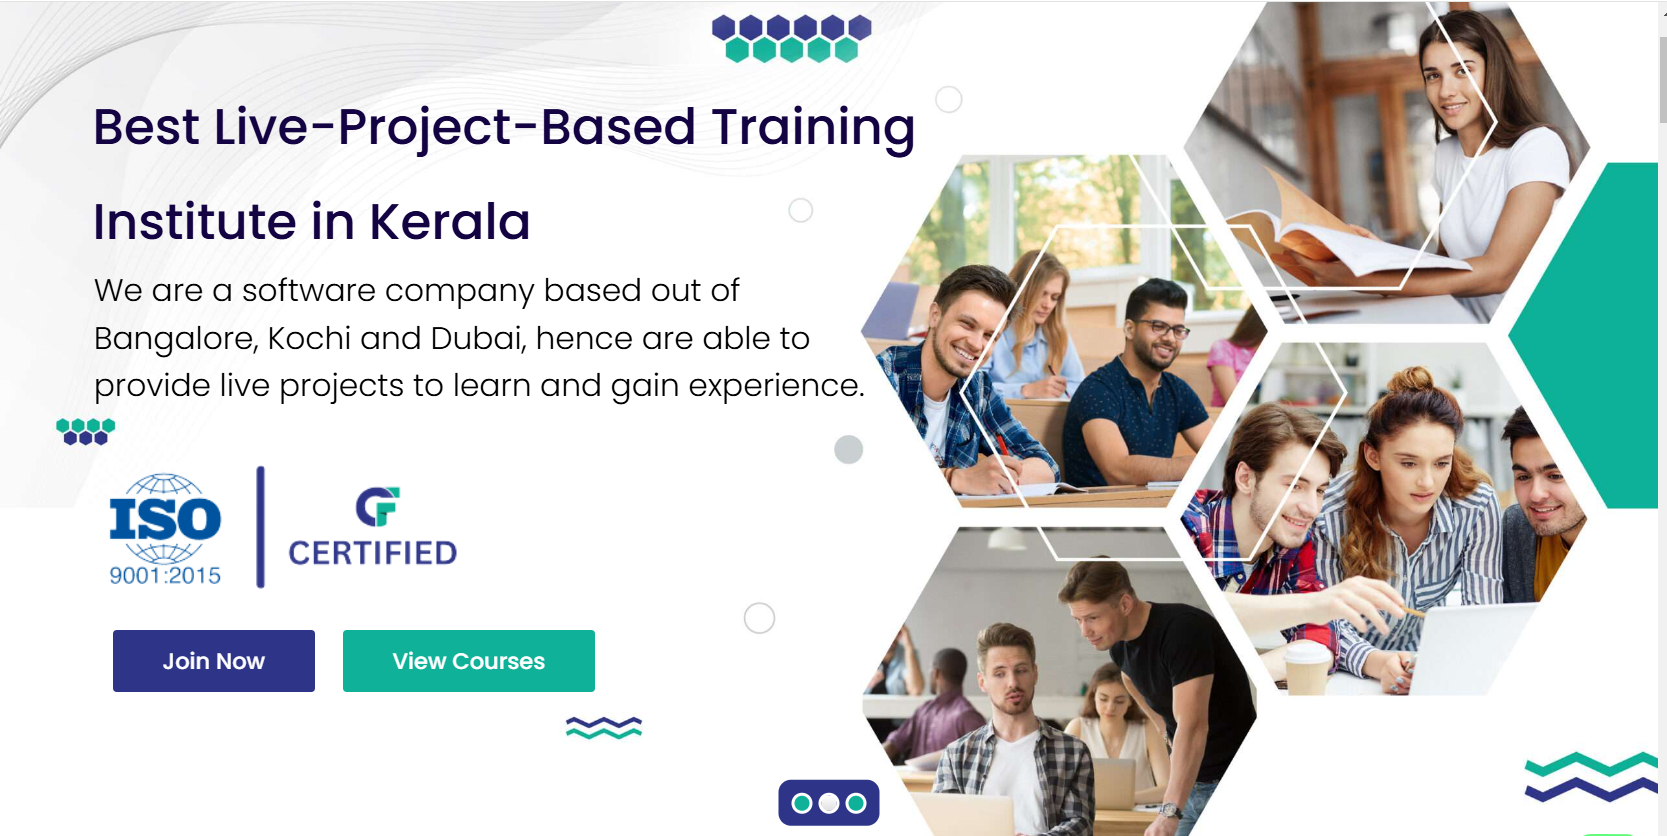 Best Live-Project-Based Training
Institute in Kerala
We are a software company based out of
Bangalore, Kochi and Dubai, hence are able to
provide live projects to learn and gain experience.
ISO
9001:2015
CERTIFIED
Join Now
View Courses